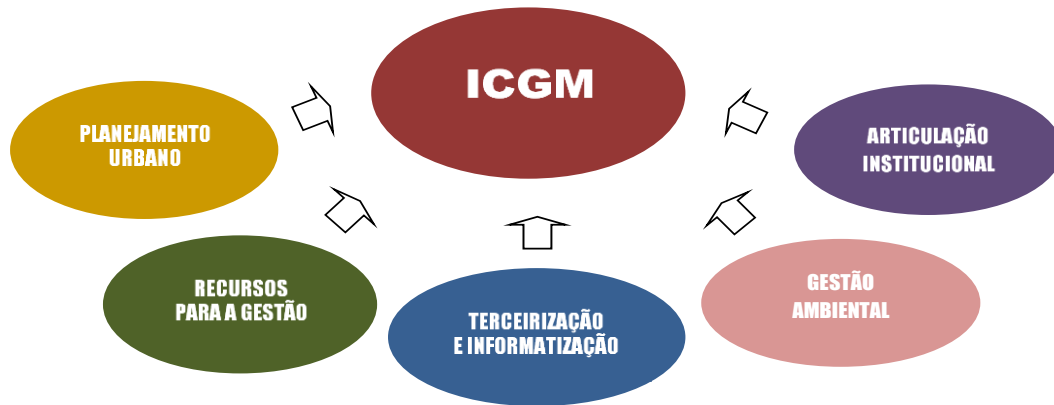 ICGM
PLANEJAMENTO
URBANO
ARTICULAÇÃO
INSTITUCIONAL
RECURSOS
PARA A GESTÃO
TERCEIRIZAÇÃO
E INFORMATIZAÇÃO
GESTÃO
AMBIENTAL